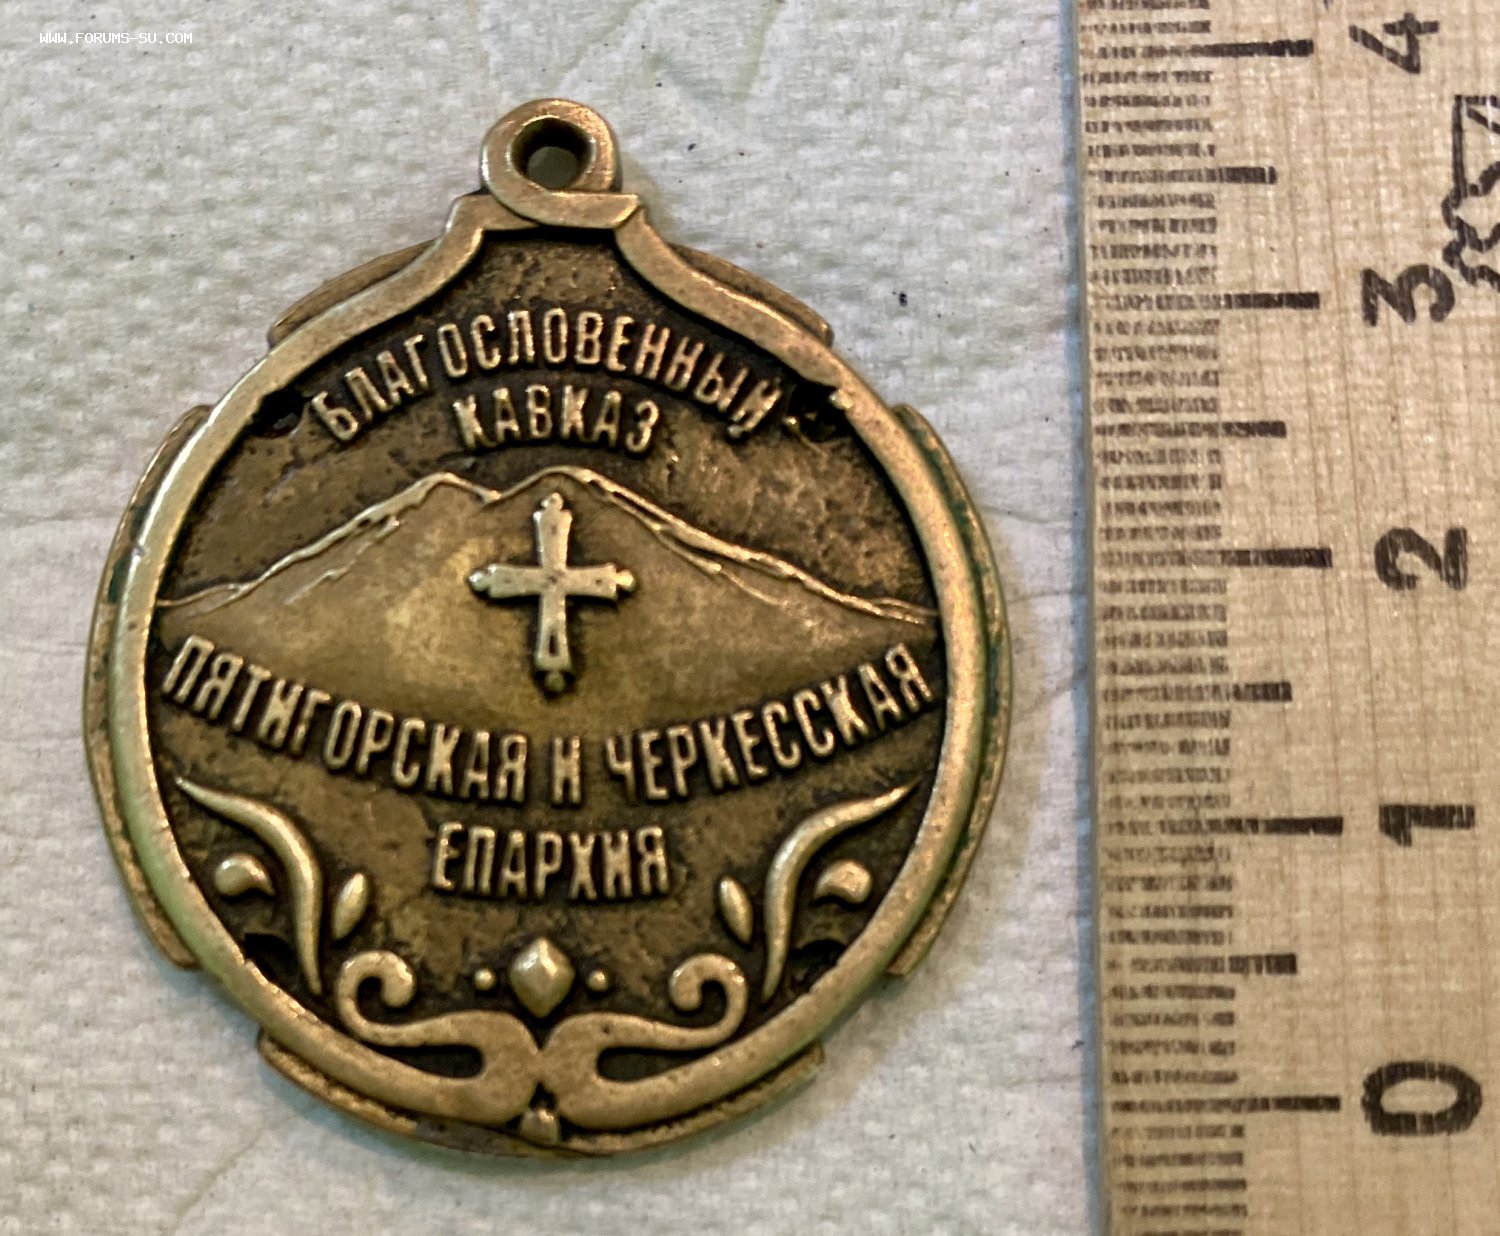 WWW.FORUMS-SU.COM
БЛАГОСЛОВЕННЫЙ
КАВКАЗ
ПЯТИГОРСКАЯ И ЧЕРКЕССКАЯ
ЕПАРХИЯ
4
3
2
1
0